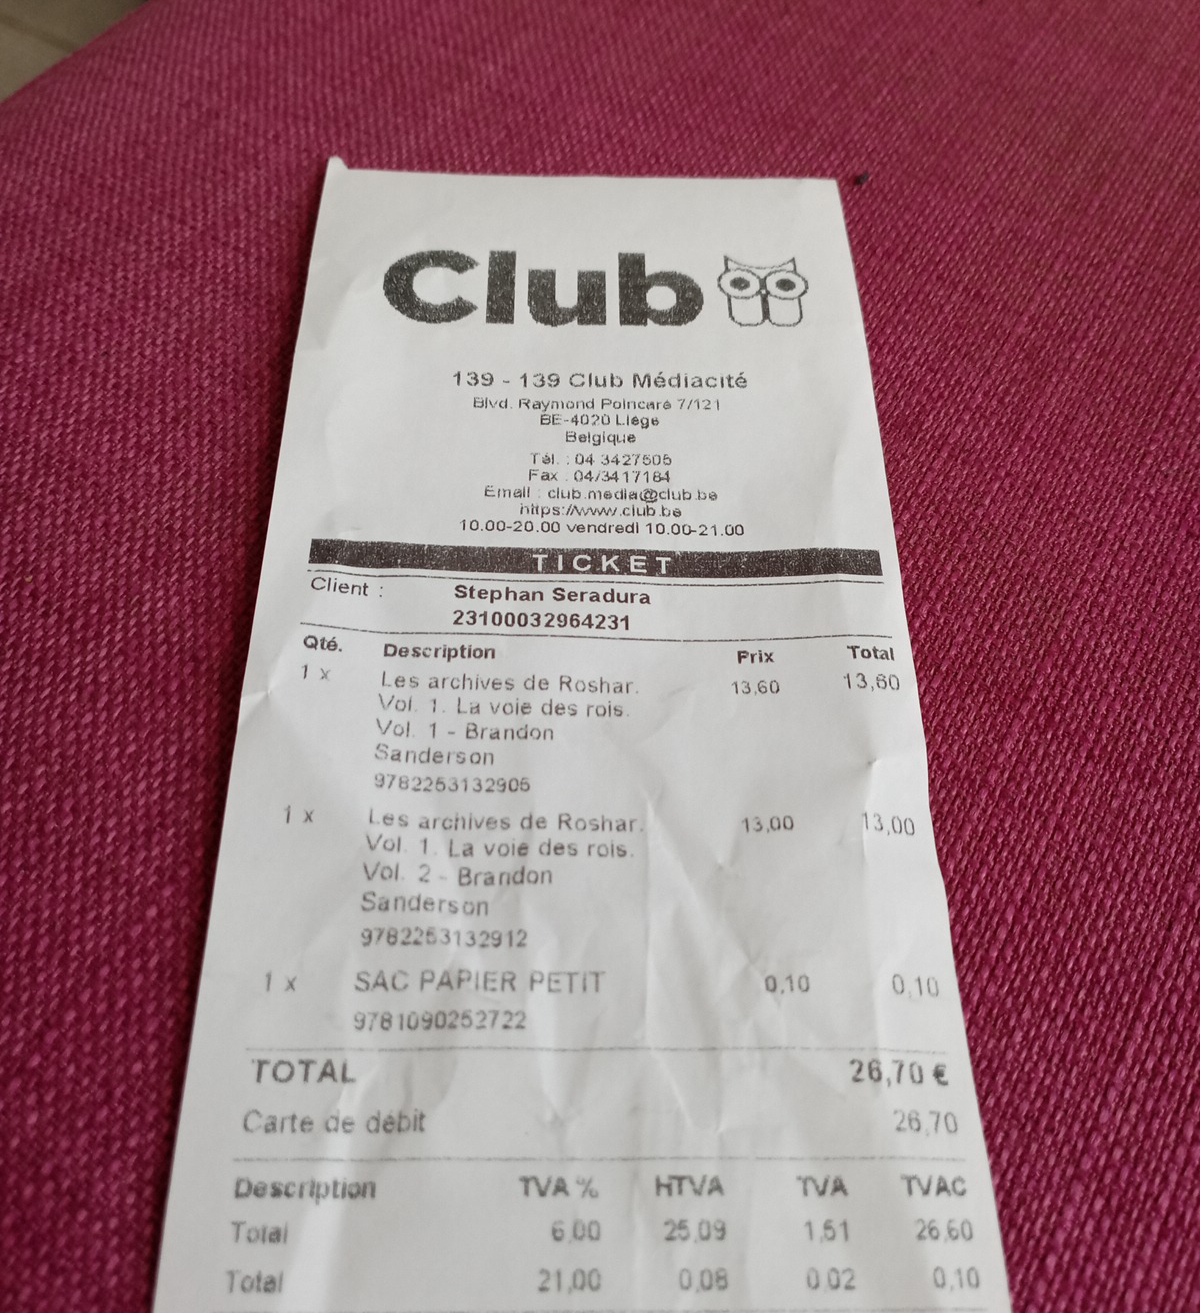 Club
139 - 139 Club Médiacité
Blvd. Raymond Poincaré 7/121
BE-4020 Liège
Belgique
Tél. : 04 3427505
Fax : 04/3417184
Email : club.media@club.be
https://www.club.be
10.00-20.00 vendredi 10.00-21.00
TICKET
Client : Stephan Seradura
23100032964231
Qté. Description Prix Total
1 x Les archives de Roshar. 13,60 13,60
Vol. 1. La voie des rois.
Vol. 1 - Brandon
Sanderson
9782253132905
1 x Les archives de Roshar. 13,00 13,00
Vol. 1. La voie des rois.
Vol. 2 - Brandon
Sanderson
9782253132912
1 x SAC PAPIER PETIT 0,10 0,10
9781090252722
TOTAL 26,70 €
Carte de débit 26,70
Description TVA % HTVA TVA TVAC
Total 6,00 25,09 1,51 26,60
Total 21,00 0,08 0,02 0,10